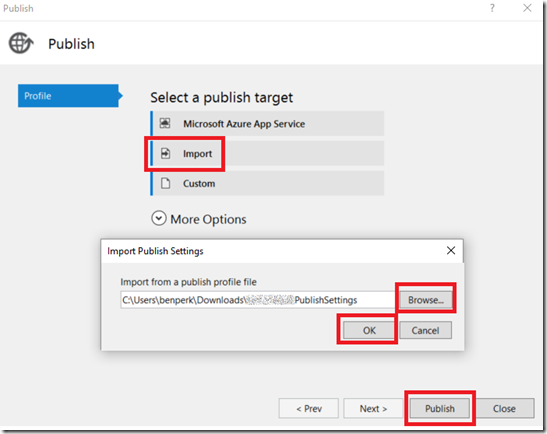 Publish
?
Publish
Profile
Select a publish target
Microsoft Azure App Service
Import
Custom
More Options
Import Publish Settings
Import from a publish profile file
C:\Users\benperk\Downloads\ PublishSettings
Browse...
OK
Cancel
< Prev
Next >
Publish
Close